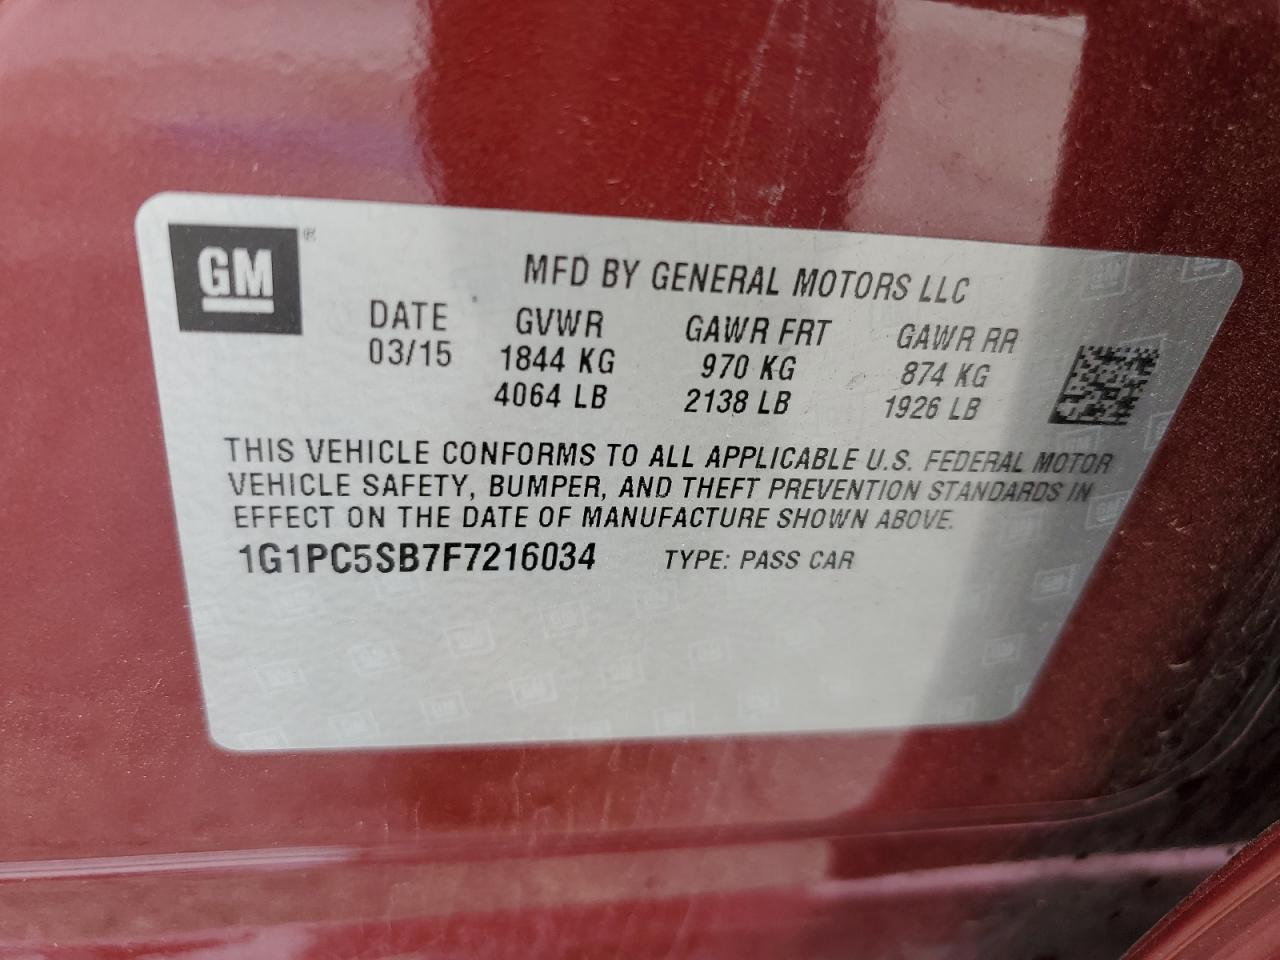 GM®
MFD BY GENERAL MOTORS LLC
DATE GVWR GAWR FRT GAWR RR
03/15 1844 KG 970 KG 874 KG
4064 LB 2138 LB 1926 LB
THIS VEHICLE CONFORMS TO ALL APPLICABLE U.S. FEDERAL MOTOR
VEHICLE SAFETY, BUMPER, AND THEFT PREVENTION STANDARDS IN
EFFECT ON THE DATE OF MANUFACTURE SHOWN ABOVE.
1G1PC5SB7F7216034 TYPE: PASS CAR